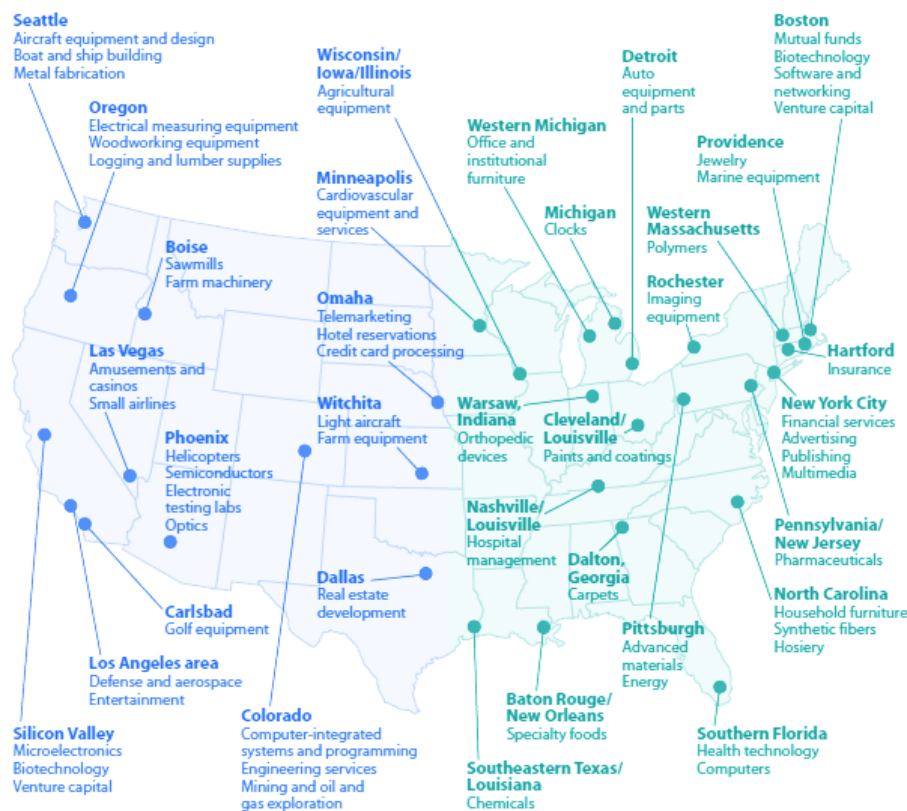 Seattle
Aircraft equipment and design
Boat and ship building
Metal fabrication
Oregon
Electrical measuring equipment
Woodworking equipment
Logging and lumber supplies
Wisconsin/
Iowa/Illinois
Agricultural
equipment
Minneapolis
Cardiovascular
equipment and
services
Western Michigan
Office and
institutional
furniture
Michigan
Clocks
Detroit
Auto
equipment
and parts
Boston
Mutual funds
Biotechnology
Software and
networking
Venture capital
Providence
Jewelry
Marine equipment
Western
Massachusetts
Polymers
Rochester
Imaging
equipment
Boise
Sawmills
Farm machinery
Omaha
Telemarketing
Hotel reservations
Credit card processing
Las Vegas
Amusements and
casinos
Small airlines
Witchita
Light aircraft
Farm equipment
Phoenix
Helicopters
Semiconductors
Electronic
testing labs
Optics
Warsaw,
Indiana
Orthopedic
devices
Cleveland/
Louisville
Paints and coatings
Hartford
Insurance
New York City
Financial services
Advertising
Publishing
Multimedia
Nashville/
Louisville
Hospital
management
Dalton,
Georgia
Carpets
Pennsylvania/
New Jersey
Pharmaceuticals
Dallas
Real estate
development
Carlsbad
Golf equipment
Los Angeles area
Defense and aerospace
Entertainment
Pittsburgh
Advanced
materials
Energy
North Carolina
Household furniture
Synthetic fibers
Hosiery
Silicon Valley
Microelectronics
Biotechnology
Venture capital
Colorado
Computer-integrated
systems and programming
Engineering services
Mining and oil and
gas exploration
Baton Rouge/
New Orleans
Specialty foods
Southeastern Texas/
Louisiana
Chemicals
Southern Florida
Health technology
Computers